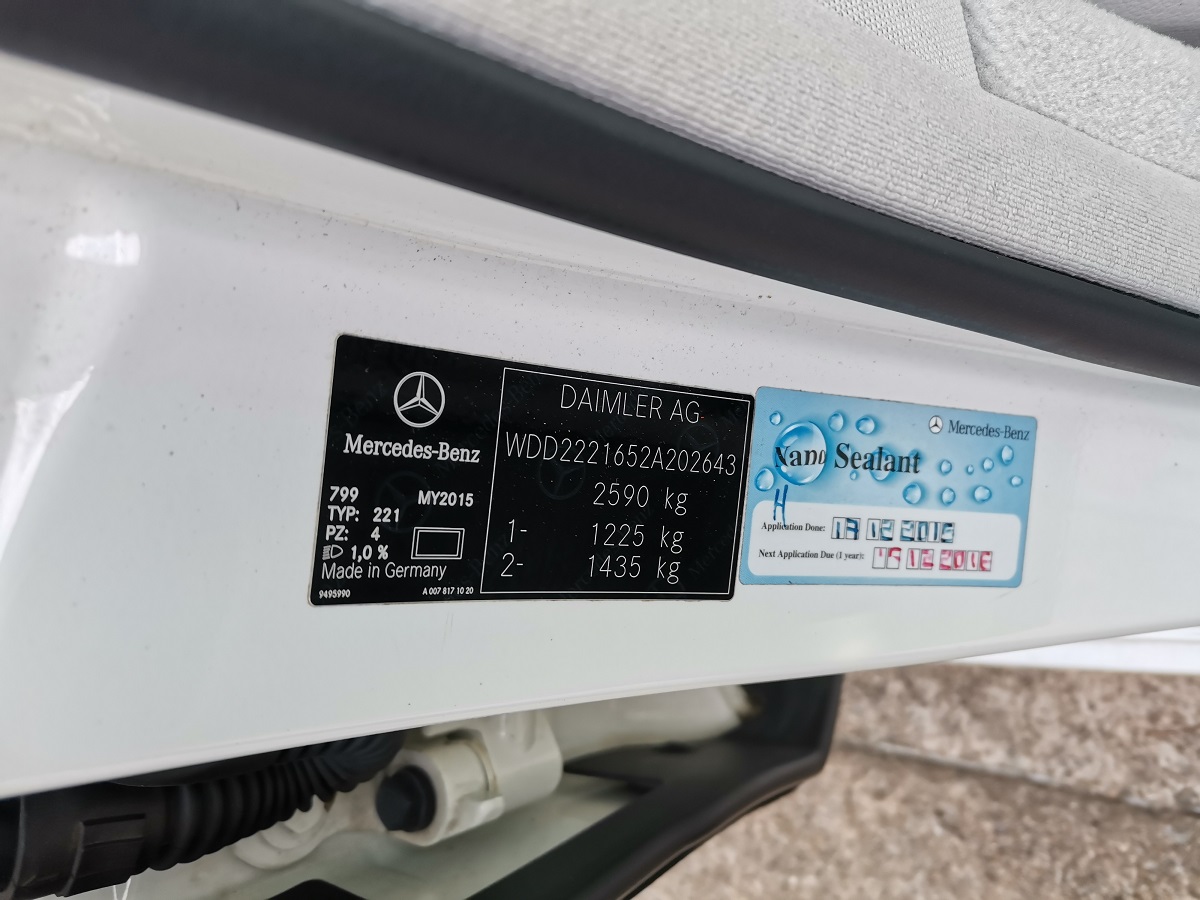 Mercedes-Benz
799 MY2015
TYP: 221
PZ: 4
1,0 %
Made in Germany
9495990 A 007 817 10 20
DAIMLER AG
WDD2221652A202643
2590 kg
1- 1225 kg
2- 1435 kg
Mercedes-Benz
Nano Sealant
H
Application Done:
Next Application Due (1 year):